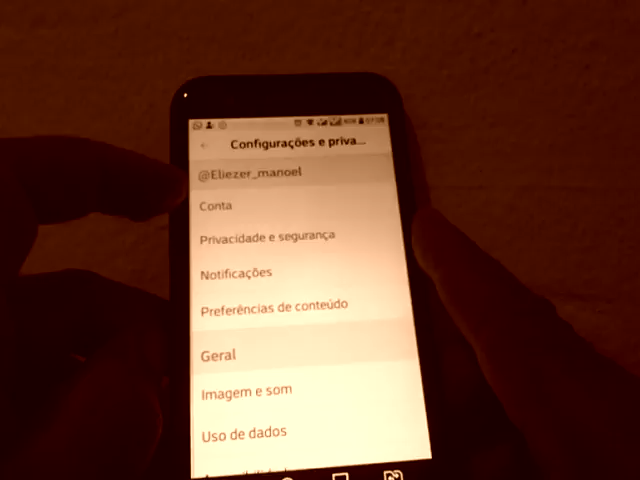 Configurações e priva...
@Eliezer_manoel
Conta
Privacidade e segurança
Notificações
Preferências de conteúdo
Geral
Imagem e som
Uso de dados